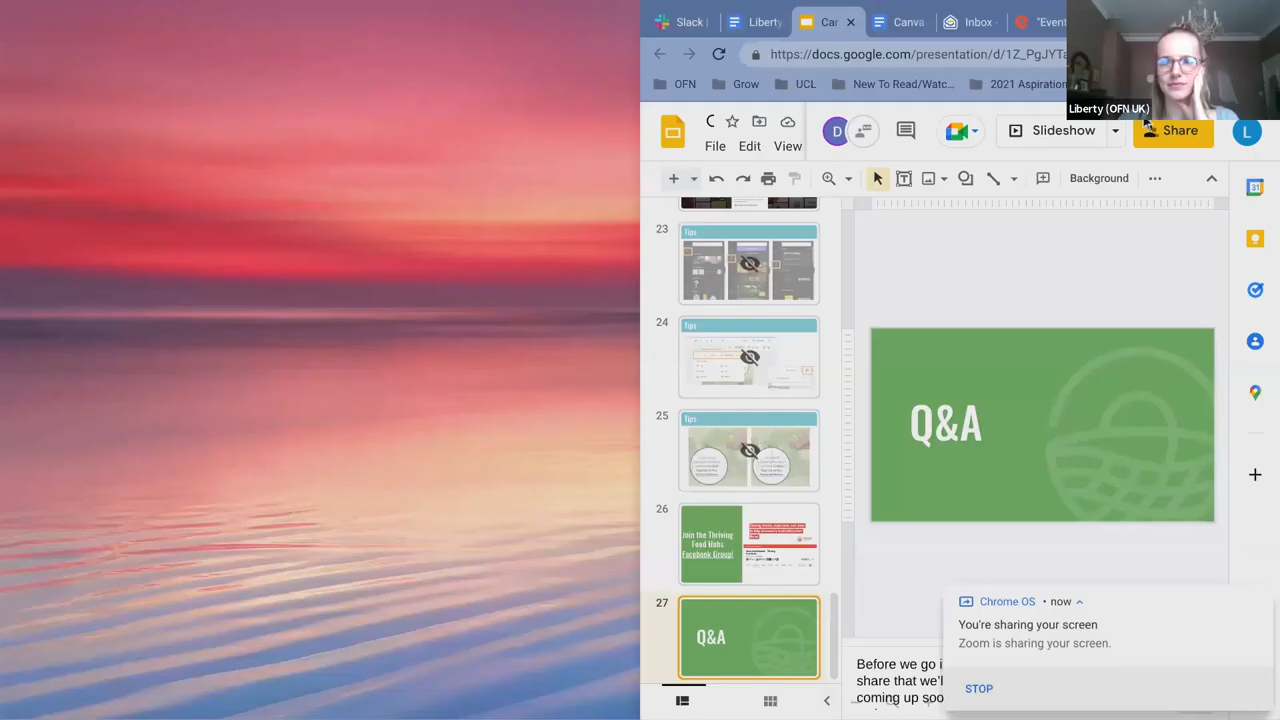 Slack
Liberty
Car
Canva
Inbox
"Event
https://docs.google.com/presentation/d/1Z_PgJYTa
OFN
Grow
UCL
New To Read/Watc...
2021 Aspiration
Liberty (OFN UK)
C
File
Edit
View
D
Slideshow
Share
L
Background
31
23
Tips
24
Tips
25
Tips
26
Join the Thriving
Food Hubs
Facebook Group!
27
Q&A
Q&A
Before we go i
share that we'l
coming up soo
Chrome OS • now
You're sharing your screen
Zoom is sharing your screen.
STOP